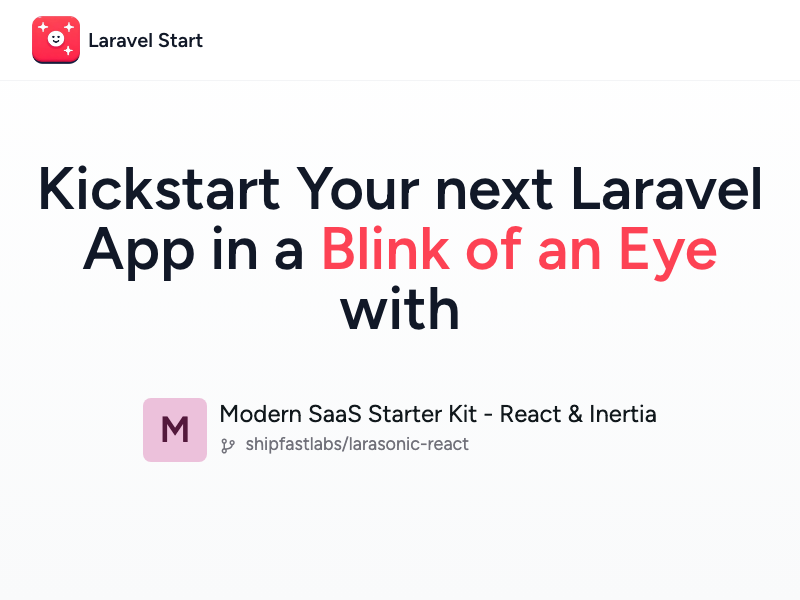 Laravel Start
Kickstart Your next Laravel
App in a Blink of an Eye
with
M
Modern SaaS Starter Kit - React & Inertia
shipfastlabs/larasonic-react